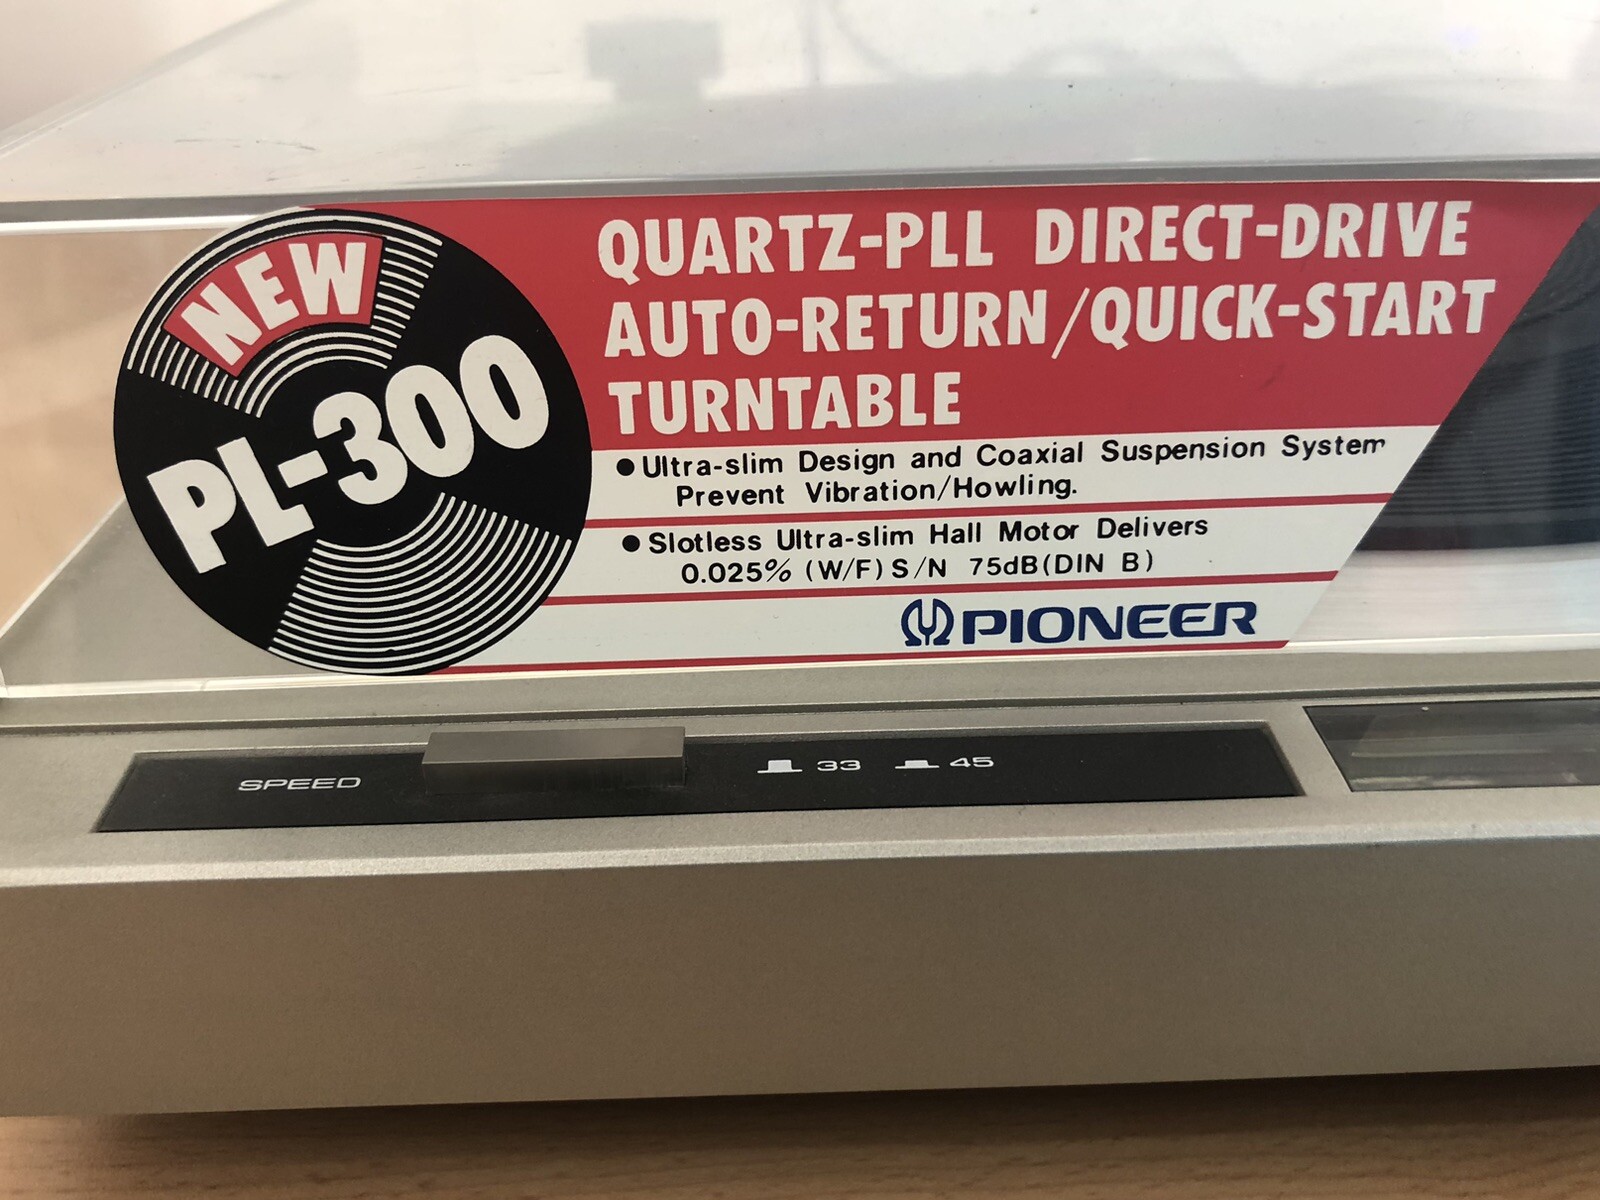 NEW
PL-300
QUARTZ-PLL DIRECT-DRIVE
AUTO-RETURN/QUICK-START
TURNTABLE
●Ultra-slim Design and Coaxial Suspension System
Prevent Vibration/Howling.
●Slotless Ultra-slim Hall Motor Delivers
0.025% (W/F) S/N 75dB(DIN B)
PIONEER
SPEED 33 45